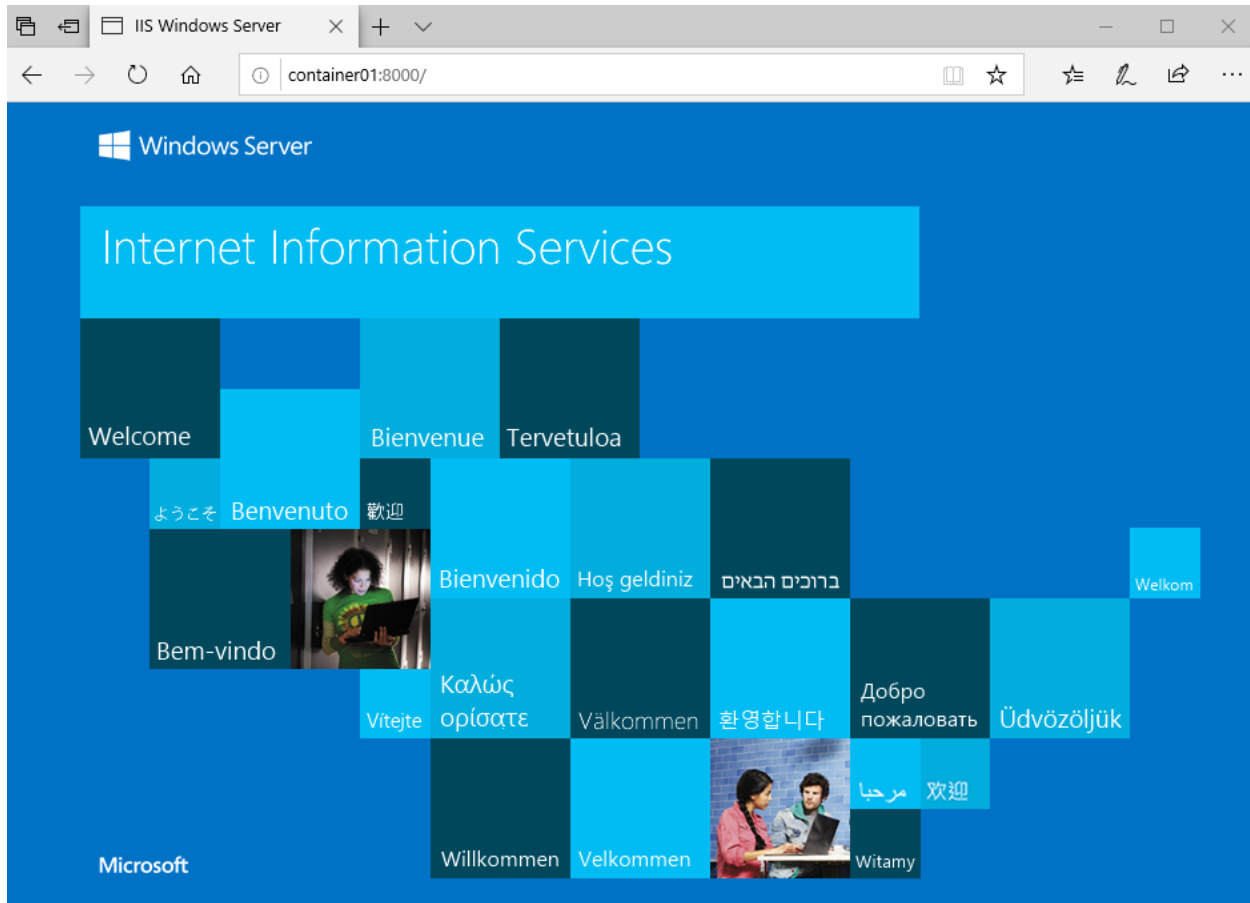 IIS Windows Server
container01:8000/
Windows Server
Internet Information Services
Welcome
Bienvenue
Tervetuloa
ようこそ
Benvenuto
歡迎
Bienvenido
Hoş geldiniz
ברוכים הבאים
Welkom
Bem-vindo
Vítejte
Καλώς
ορίσατε
Välkommen
환영합니다
Добро
пожаловать
Üdvözöljük
Microsoft
Willkommen
Velkommen
مرحبا
欢迎
Witamy